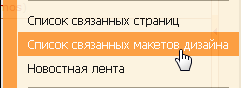 Список связанных страниц
Список связанных макетов дизайна
Новостная лента